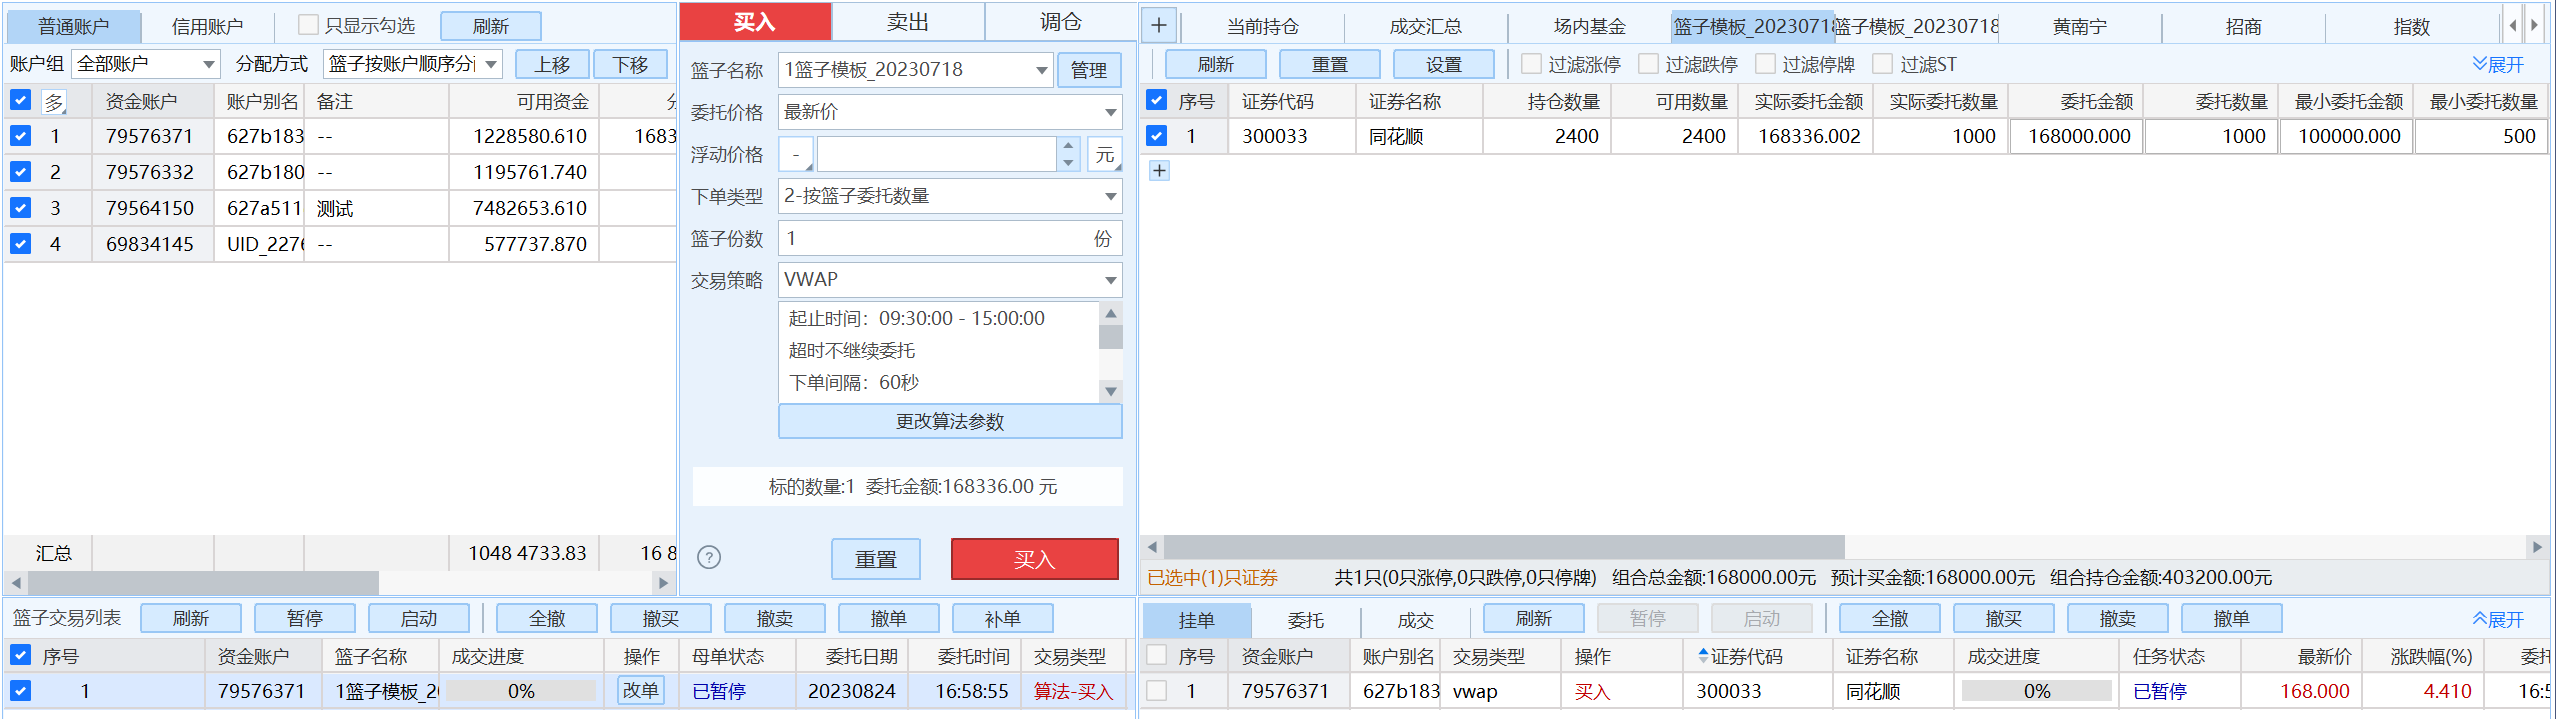 普通账户 信用账户 只显示勾选 刷新
账户组 全部账户 分配方式 篮子按账户顺序分 上移 下移
多 资金账户 账户别名 备注 可用资金
1 79576371 627b183 -- 1228580.610 1683
2 79576332 627b180 -- 1195761.740
3 79564150 627a511 测试 7482653.610
4 69834145 UID_2276 -- 577737.870
汇总 1048 4733.83 16 8
买入 卖出 调仓
篮子名称 1篮子模板_20230718 管理
委托价格 最新价
浮动价格 - 元
下单类型 2-按篮子委托数量
篮子份数 1 份
交易策略 VWAP
起止时间：09:30:00 - 15:00:00
超时不继续委托
下单间隔：60秒
更改算法参数
标的数量:1 委托金额:168336.00 元
? 重置 买入
+ 当前持仓 成交汇总 场内基金 篮子模板_20230718 篮子模板_20230718 黄南宁 招商 指数
刷新 重置 设置 过滤涨停 过滤跌停 过滤停牌 过滤ST 展开
序号 证券代码 证券名称 持仓数量 可用数量 实际委托金额 实际委托数量 委托金额 委托数量 最小委托金额 最小委托数量
1 300033 同花顺 2400 2400 168336.002 1000 168000.000 1000 100000.000 500
+
已选中(1)只证券 共1只(0只涨停,0只跌停,0只停牌) 组合总金额:168000.00元 预计买金额:168000.00元 组合持仓金额:403200.00元
篮子交易列表 刷新 暂停 启动 全撤 撤买 撤卖 撤单 补单
序号 资金账户 篮子名称 成交进度 操作 母单状态 委托日期 委托时间 交易类型
1 79576371 1篮子模板_20 0% 改单 已暂停 20230824 16:58:55 算法-买入
挂单 委托 成交 刷新 暂停 启动 全撤 撤买 撤卖 撤单 展开
序号 资金账户 账户别名 交易类型 操作 证券代码 证券名称 成交进度 任务状态 最新价 涨跌幅(%) 委托
1 79576371 627b183 vwap 买入 300033 同花顺 0% 已暂停 168.000 4.410 16:5